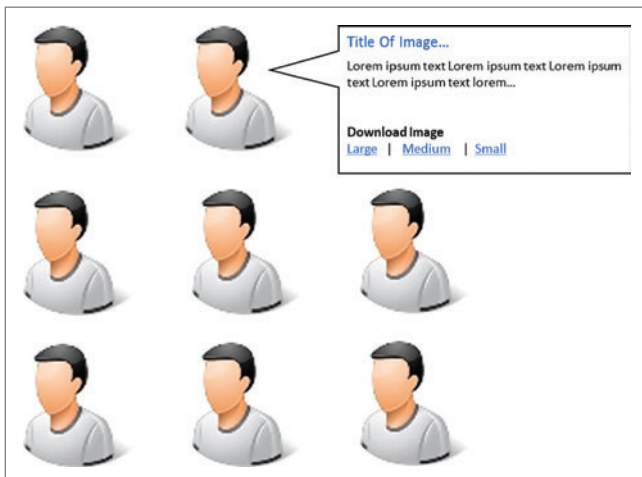 Title Of Image...
Lorem ipsum text Lorem ipsum text Lorem ipsum
text Lorem ipsum text lorem...
Download Image
Large | Medium | Small